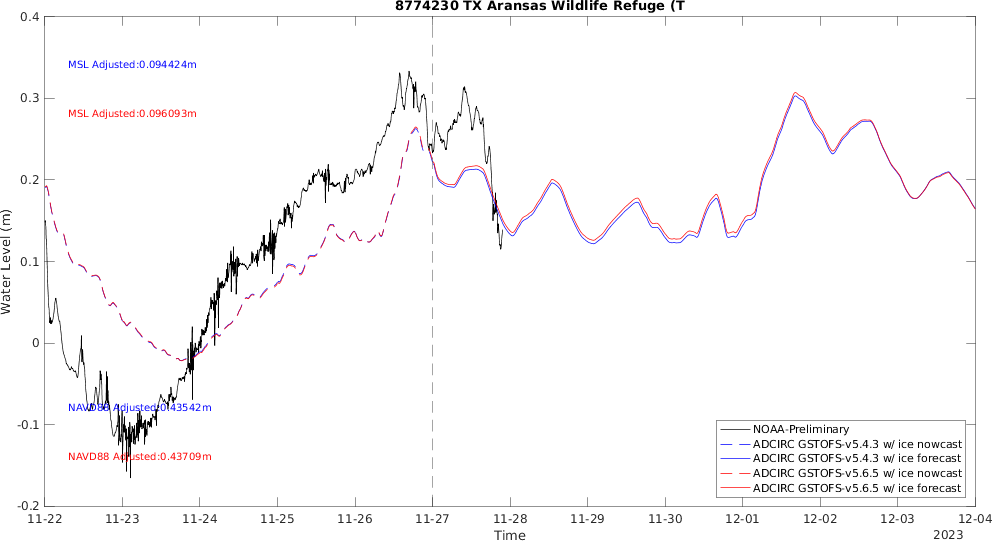 8774230 TX Aransas Wildlife Refuge (T
0.4
MSL Adjusted:0.094424m
0.3
MSL Adjusted:0.096093m
0.2
Water Level (m)
0.1
0
NAVD88 Adjusted:0.43542m
-0.1
NAVD88 Adjusted:0.43709m
NOAA-Preliminary
ADCIRC GSTOFS-v5.4.3 w/ ice nowcast
ADCIRC GSTOFS-v5.4.3 w/ ice forecast
ADCIRC GSTOFS-v5.6.5 w/ ice nowcast
ADCIRC GSTOFS-v5.6.5 w/ ice forecast
-0.2
11-22 11-23 11-24 11-25 11-26 11-27 11-28 11-29 11-30 12-01 12-02 12-03 12-04
Time
2023